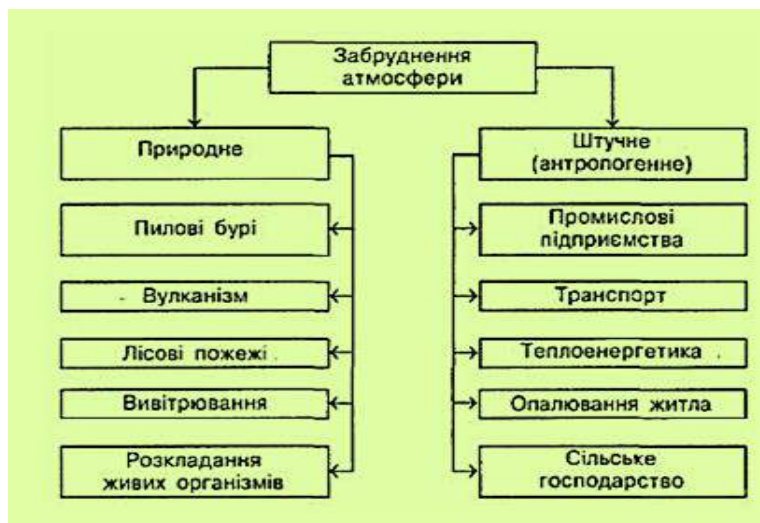 Забруднення
атмосфери
Природне
Пилові бурі
Вулканізм
Лісові пожежі
Вивітрювання
Розкладання
живих організмів
Штучне
(антропогенне)
Промислові
підприємства
Транспорт
Теплоенергетика
Опалювання житла
Сільське
господарство